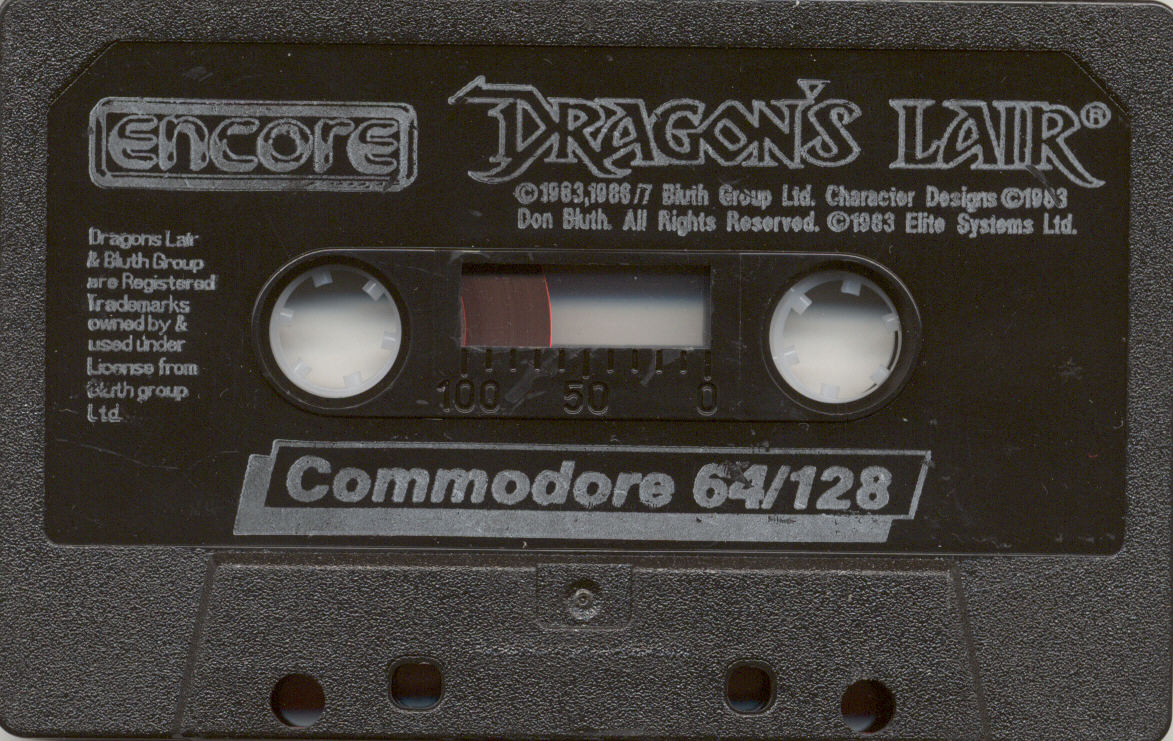 encore
DRAGON'S LAIR®
©1983,1986/7 Bluth Group Ltd. Character Designs ©1983
Don Bluth. All Rights Reserved. ©1983 Elite Systems Ltd.
Dragons Lair
& Bluth Group
are Registered
Trademarks
owned by &
used under
License from
Bluth group
Ltd.
100 50 0
Commodore 64/128